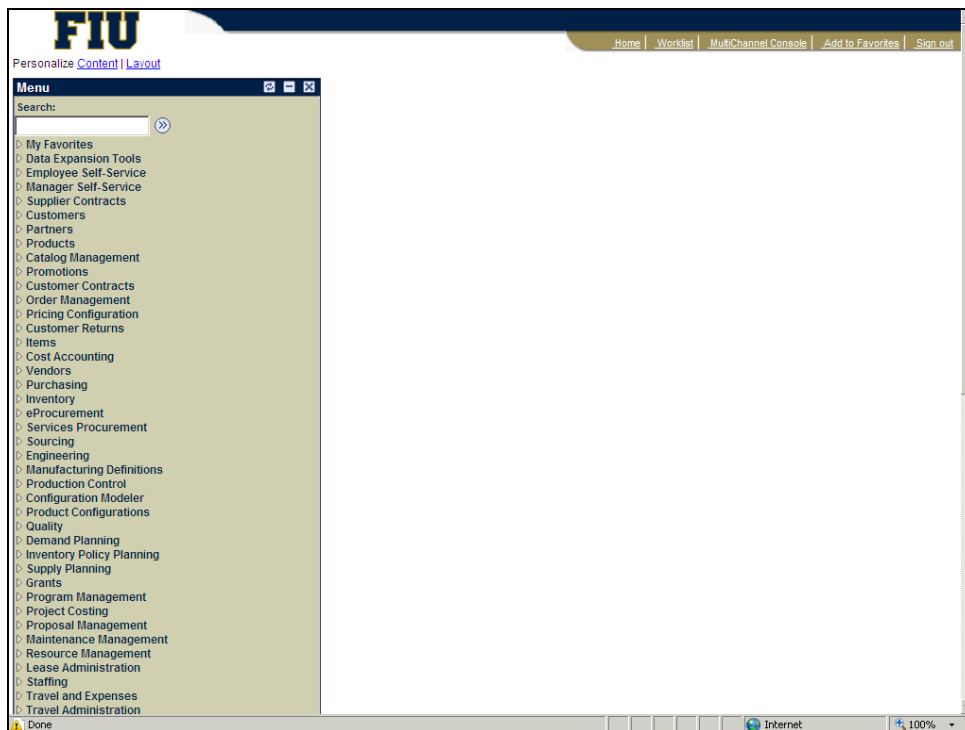 FIU
Home | Worklist | MultiChannel Console | Add to Favorites | Sign out
Personalize Content | Layout
Menu
Search:
My Favorites
Data Expansion Tools
Employee Self-Service
Manager Self-Service
Supplier Contracts
Customers
Partners
Products
Catalog Management
Promotions
Customer Contracts
Order Management
Pricing Configuration
Customer Returns
Items
Cost Accounting
Vendors
Purchasing
Inventory
eProcurement
Services Procurement
Sourcing
Engineering
Manufacturing Definitions
Production Control
Configuration Modeler
Product Configurations
Quality
Demand Planning
Inventory Policy Planning
Supply Planning
Grants
Program Management
Project Costing
Proposal Management
Maintenance Management
Resource Management
Lease Administration
Staffing
Travel and Expenses
Travel Administration
Done Internet 100%